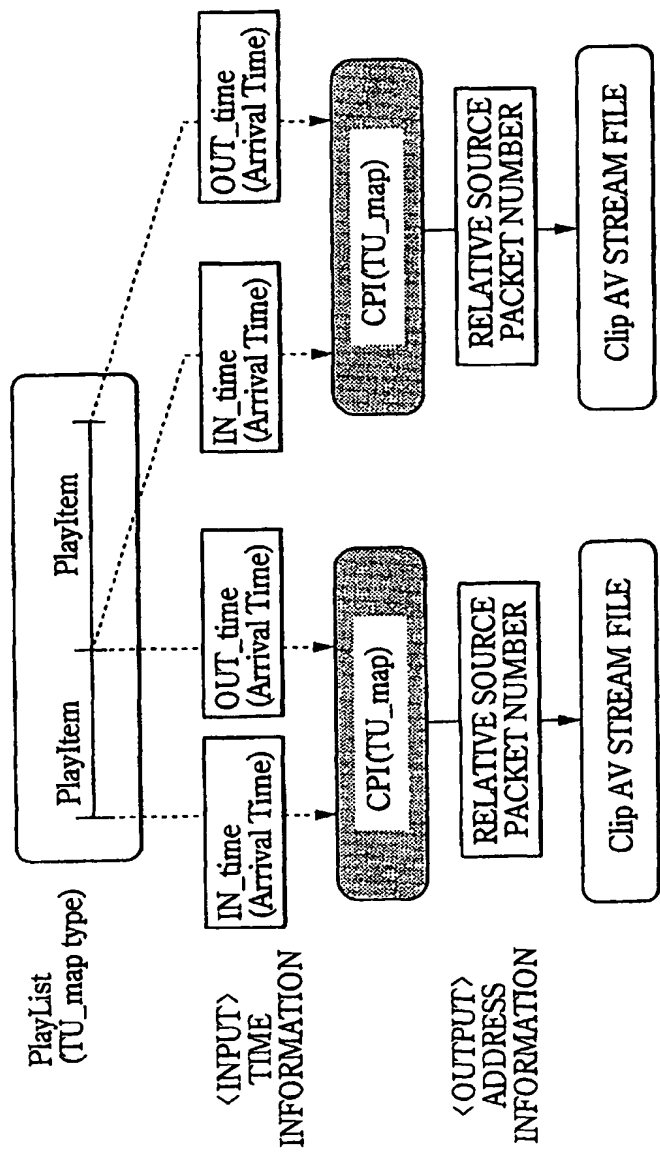 PlayList
(TU_map type)
PlayItem
PlayItem
<INPUT>
TIME
INFORMATION
IN_time
(Arrival Time)
OUT_time
(Arrival Time)
IN_time
(Arrival Time)
OUT_time
(Arrival Time)
CPI(TU_map)
CPI(TU_map)
<OUTPUT>
ADDRESS
INFORMATION
RELATIVE SOURCE
PACKET NUMBER
RELATIVE SOURCE
PACKET NUMBER
Clip AV STREAM FILE
Clip AV STREAM FILE